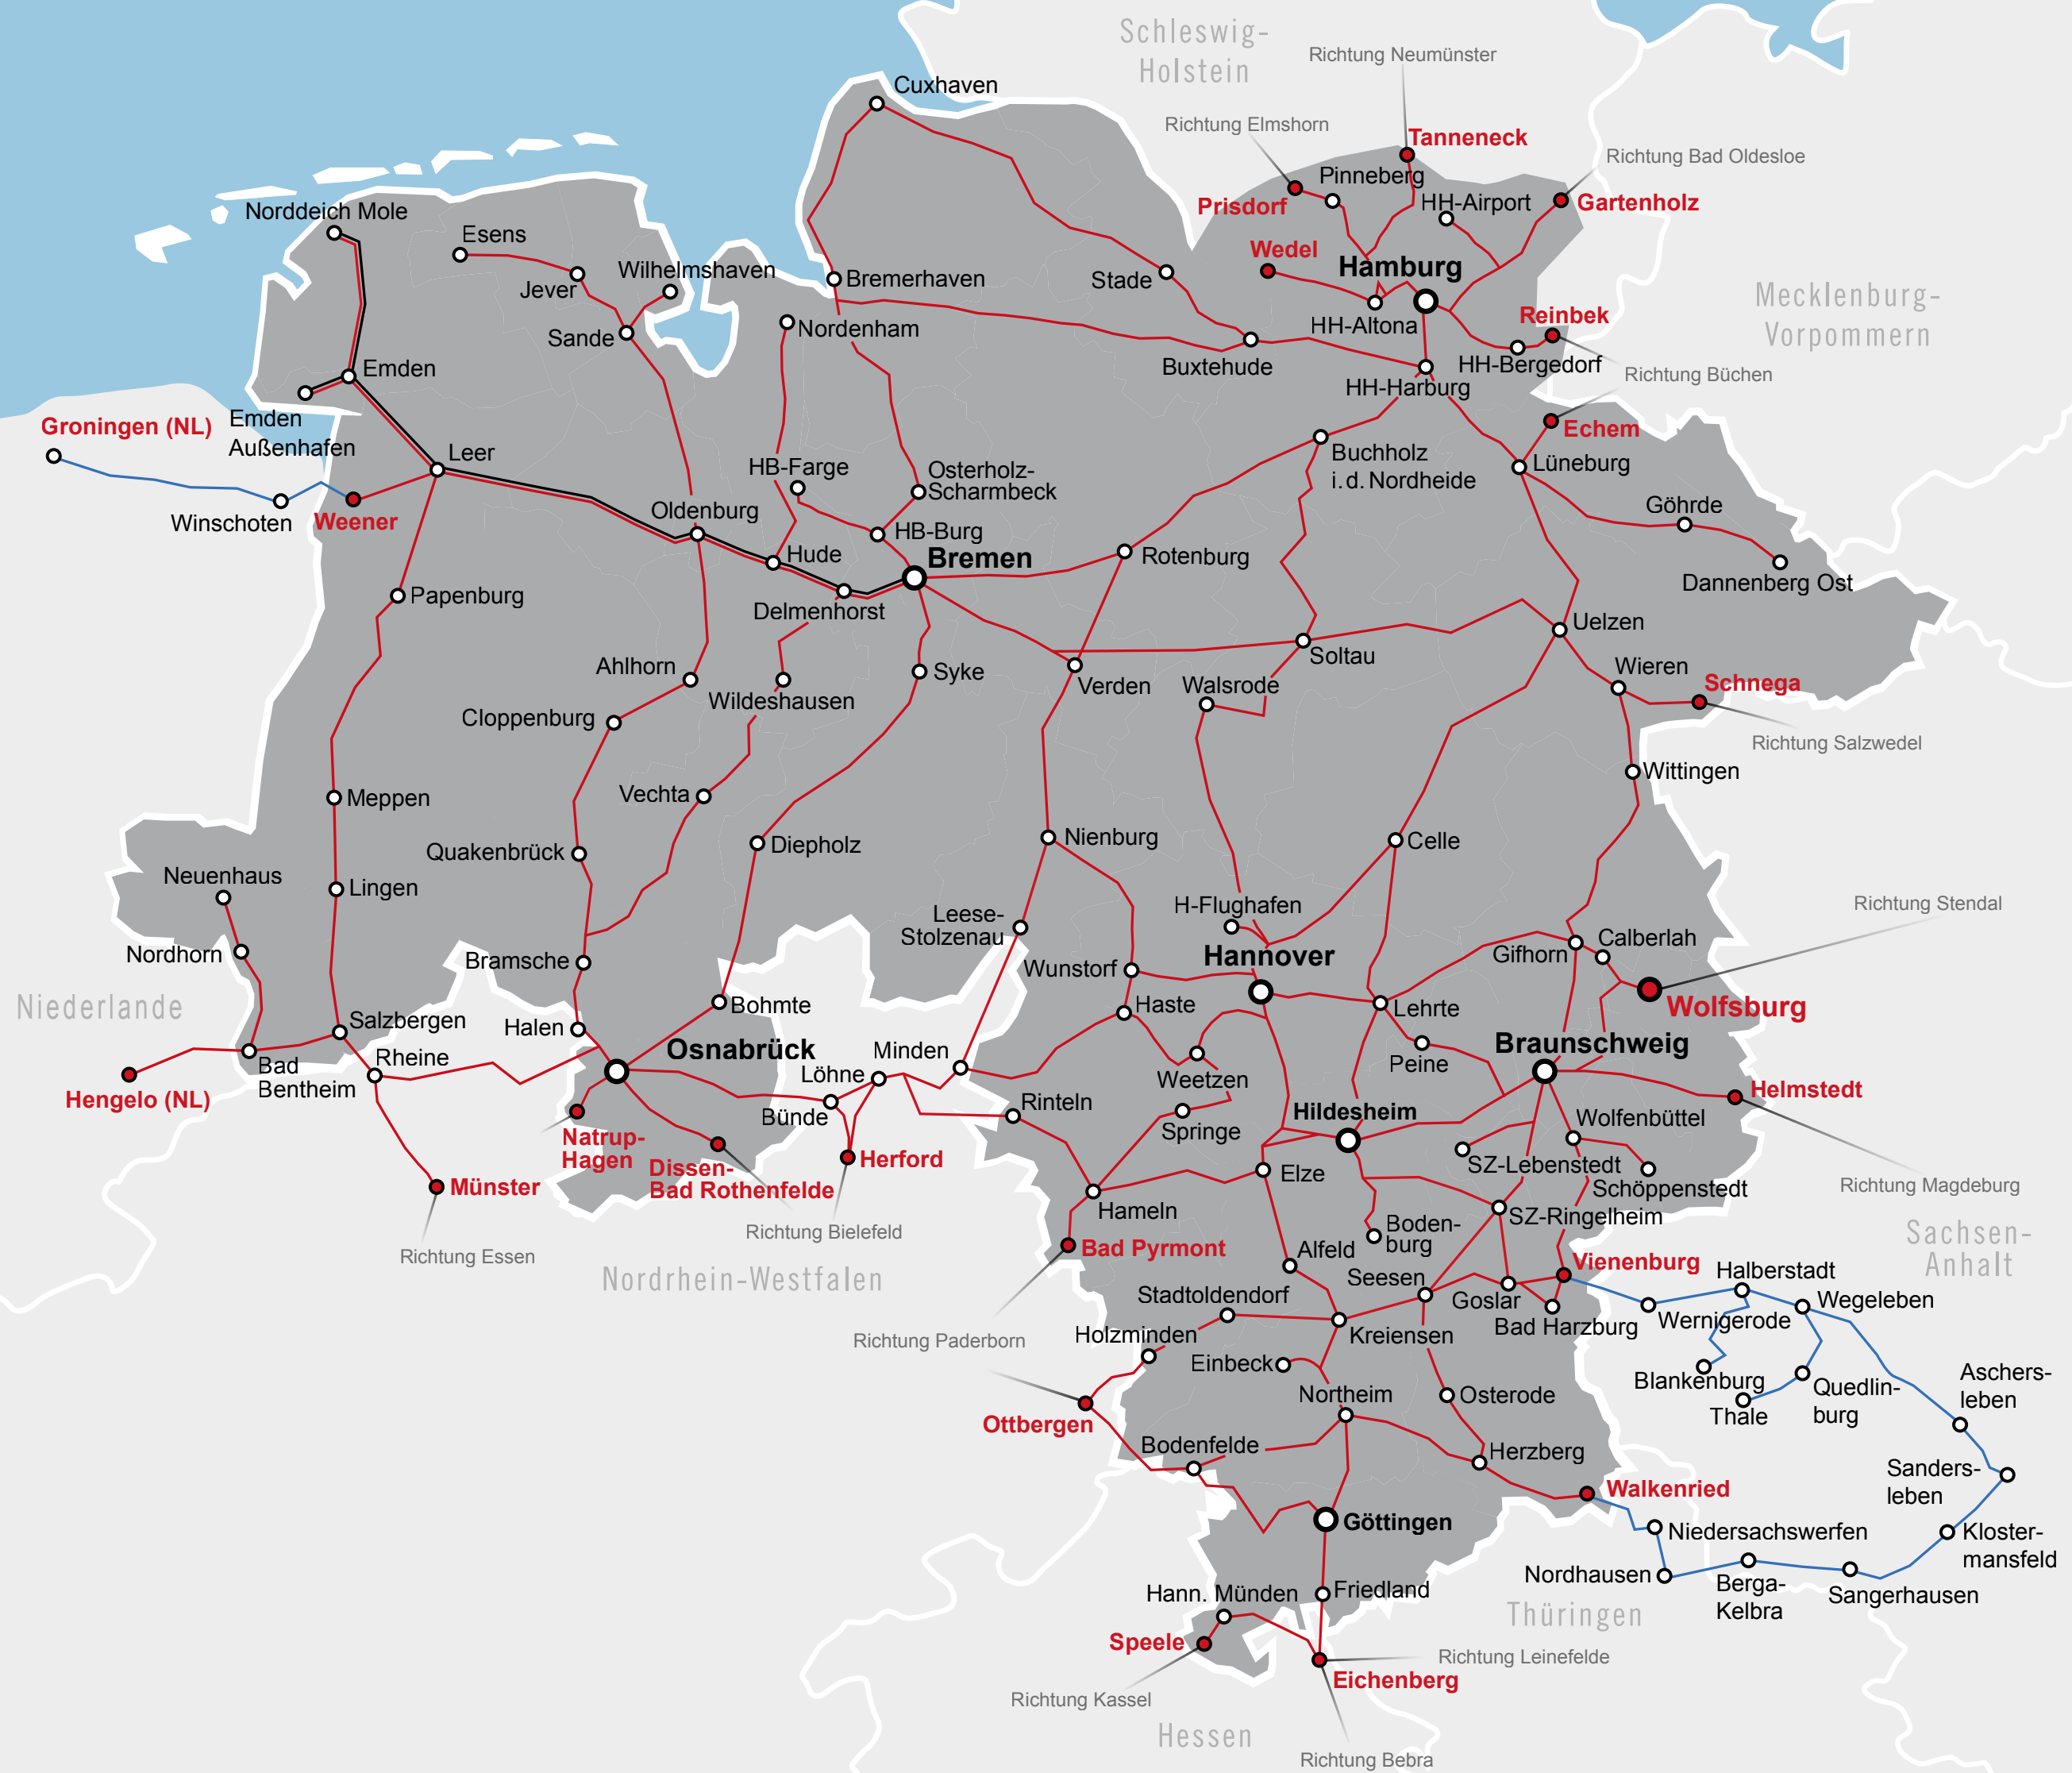 Schleswig-
Holstein
Richtung Neumünster
Cuxhaven
Richtung Elmshorn
Tanneneck
Richtung Bad Oldesloe
Pinneberg
Prisdorf
HH-Airport
Gartenholz
Norddeich Mole
Esens
Wedel
Hamburg
Wilhelmshaven
Jever
Bremerhaven
Stade
Mecklenburg-
Vorpommern
Sande
Nordenham
HH-Altona
Reinbek
Buxtehude
HH-Bergedorf
Emden
HH-Harburg
Richtung Büchen
Groningen (NL)
Emden
Außenhafen
Echem
Leer
HB-Farge
Osterholz-
Scharmbeck
Buchholz
i.d. Nordheide
Lüneburg
Winschoten
Weener
Oldenburg
Göhrde
HB-Burg
Hude
Bremen
Rotenburg
Dannenberg Ost
Papenburg
Delmenhorst
Uelzen
Ahlhorn
Syke
Soltau
Wieren
Wildeshausen
Verden
Walsrode
Schnega
Cloppenburg
Richtung Salzwedel
Wittingen
Meppen
Vechta
Nienburg
Celle
Quakenbrück
Diepholz
Neuenhaus
Lingen
H-Flughafen
Richtung Stendal
Leese-
Stolzenau
Nordhorn
Bramsche
Hannover
Gifhorn
Calberlah
Wunstorf
Niederlande
Bohmte
Haste
Lehrte
Wolfsburg
Salzbergen
Halen
Osnabrück
Minden
Braunschweig
Rheine
Löhne
Peine
Bad
Bentheim
Weetzen
Hengelo (NL)
Bünde
Rinteln
Hildesheim
Helmstedt
Springe
Wolfenbüttel
Natrup-
Hagen
Dissen-
Bad Rothenfelde
Herford
Elze
SZ-Lebenstedt
Münster
Schöppenstedt
Richtung Magdeburg
Hameln
SZ-Ringelheim
Richtung Bielefeld
Boden-
burg
Sachsen-
Anhalt
Richtung Essen
Bad Pyrmont
Alfeld
Vienenburg
Nordrhein-Westfalen
Seesen
Halberstadt
Stadtoldendorf
Goslar
Wegeleben
Richtung Paderborn
Holzminden
Kreiensen
Bad Harzburg
Wernigerode
Einbeck
Blankenburg
Aschers-
leben
Northeim
Osterode
Quedlin-
burg
Thale
Ottbergen
Bodenfelde
Herzberg
Sanders-
leben
Walkenried
Göttingen
Niedersachswerfen
Kloster-
mansfeld
Nordhausen
Berga-
Kelbra
Sangerhausen
Hann. Münden
Friedland
Thüringen
Speele
Richtung Leinefelde
Eichenberg
Richtung Kassel
Hessen
Richtung Bebra